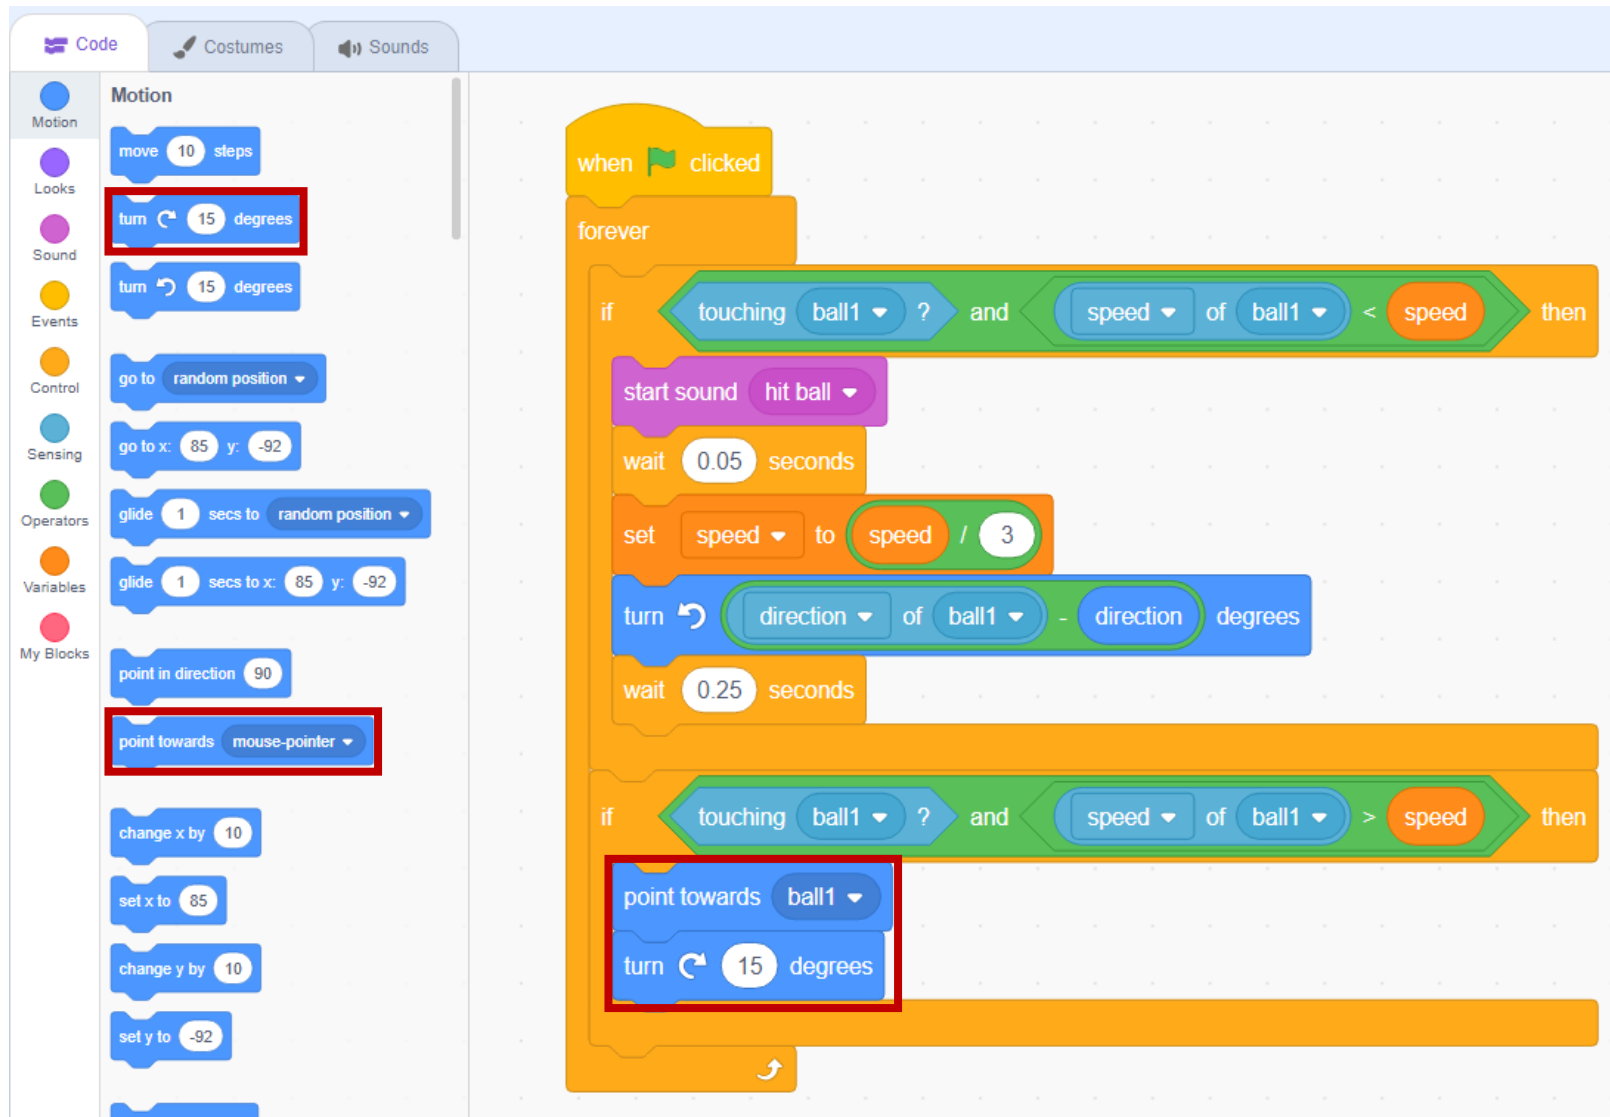 Code
Costumes
Sounds
Motion
Looks
Sound
Events
Control
Sensing
Operators
Variables
My Blocks
Motion
move 10 steps
turn 15 degrees
turn 15 degrees
go to random position
go to x: 85 y: -92
glide 1 secs to random position
glide 1 secs to x: 85 y: -92
point in direction 90
point towards mouse-pointer
change x by 10
set x to 85
change y by 10
set y to -92
when clicked
forever
if touching ball1 ? and speed of ball1 < speed then
start sound hit ball
wait 0.05 seconds
set speed to speed / 3
turn direction of ball1 - direction degrees
wait 0.25 seconds
if touching ball1 ? and speed of ball1 > speed then
point towards ball1
turn 15 degrees